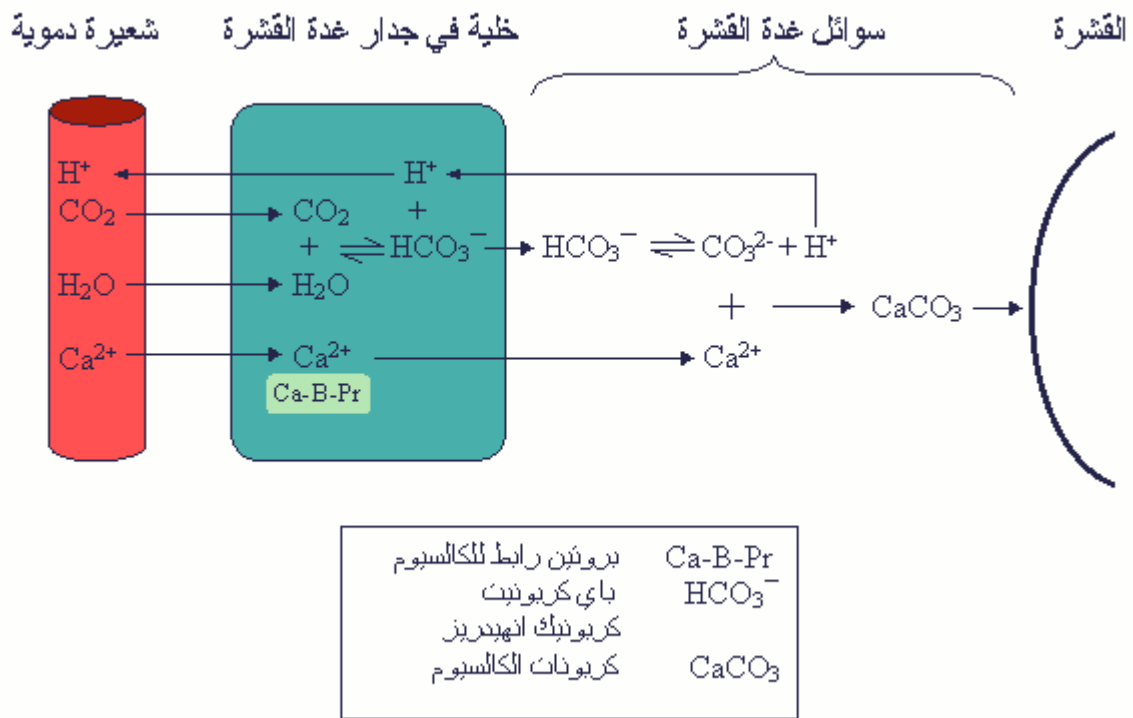 القشرة سوائل غدة القشرة خلية في جدار غدة القشرة شعيرة دموية
H⁺ H⁺
CO₂ CO₂ +
+ ⇌ HCO₃⁻ HCO₃⁻ ⇌ CO₃²⁻ + H⁺
H₂O H₂O
+ CaCO₃
Ca²⁺ Ca²⁺ Ca²⁺
Ca-B-Pr
Ca-B-Pr بروتين رابط للكالسيوم
HCO₃⁻ باي كربونيت
كربونيك انهيدريز
CaCO₃ كربونات الكالسيوم